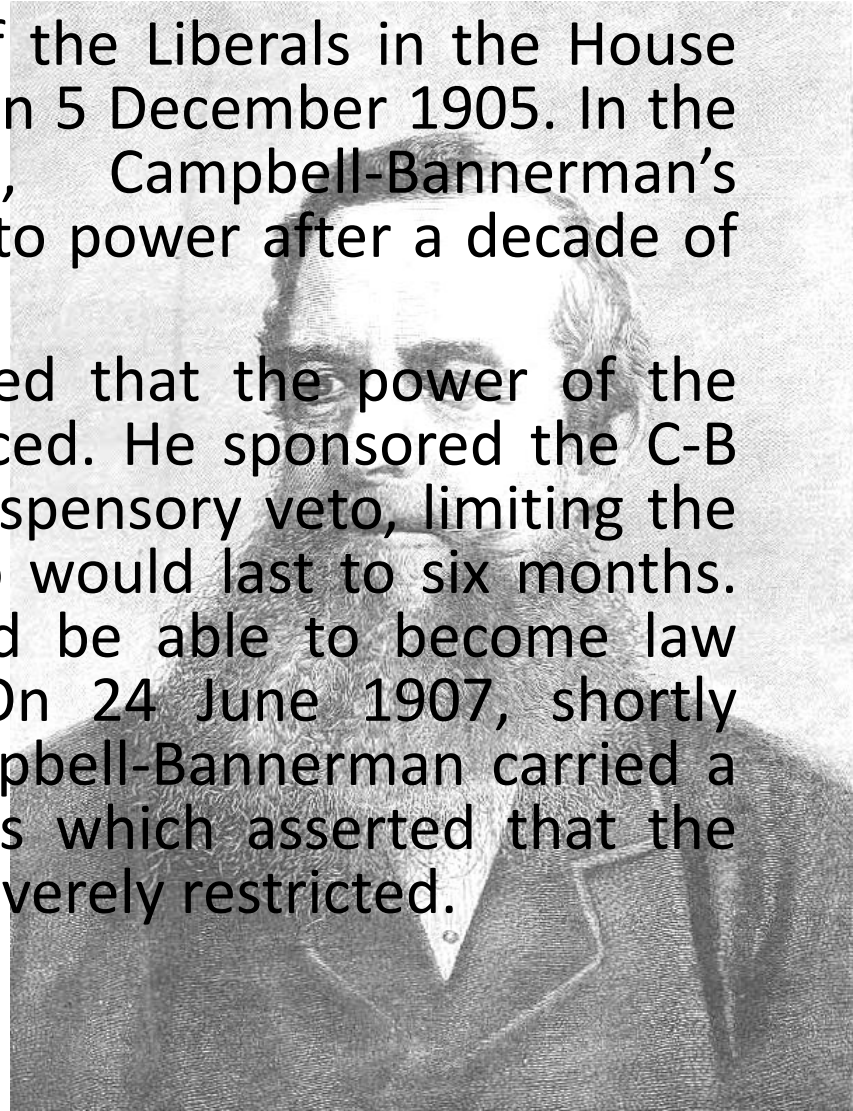 f the Liberals in the House
n 5 December 1905. In the
, Campbell-Bannerman’s
to power after a decade of
ed that the power of the
ced. He sponsored the C-B
spensory veto, limiting the
would last to six months.
d be able to become law
On 24 June 1907, shortly
pbell-Bannerman carried a
s which asserted that the
verely restricted.